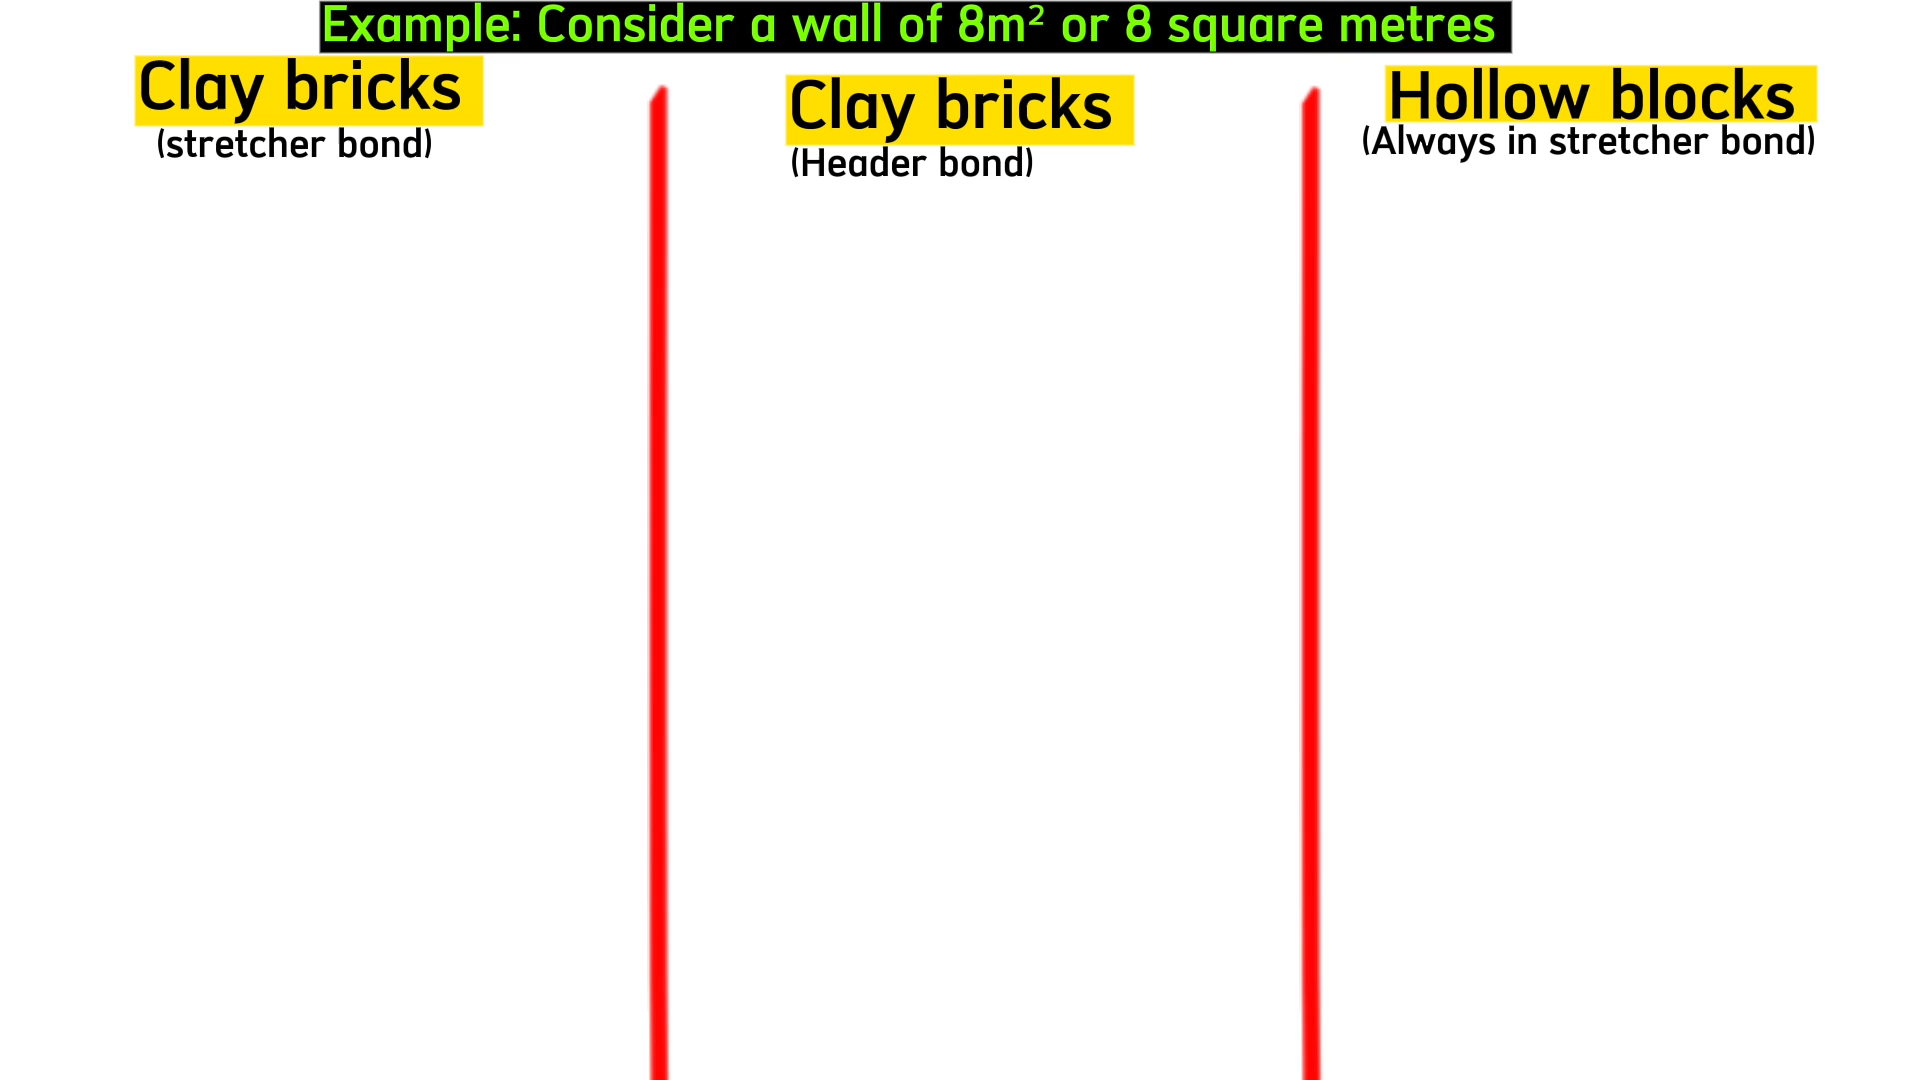 Example: Consider a wall of 8m² or 8 square metres
Clay bricks
(stretcher bond)
Clay bricks
(Header bond)
Hollow blocks
(Always in stretcher bond)